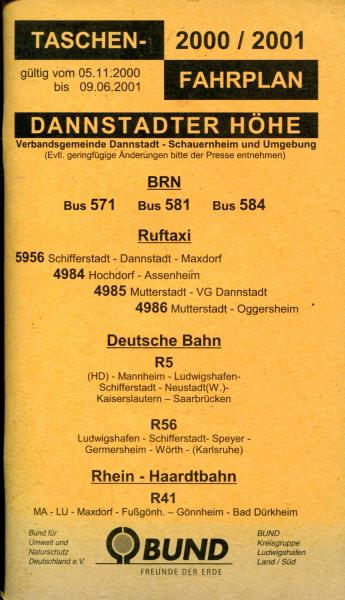 TASCHEN- 2000 / 2001
gültig vom 05.11.2000
bis 09.06.2001
FAHRPLAN
DANNSTADTER HÖHE
Verbandsgemeinde Dannstadt - Schauernheim und Umgebung
(Evtl. geringfügige Änderungen bitte der Presse entnehmen)
BRN
Bus 571 Bus 581 Bus 584
Ruftaxi
5956 Schifferstadt - Dannstadt - Maxdorf
4984 Hochdorf - Assenheim
4985 Mutterstadt - VG Dannstadt
4986 Mutterstadt - Oggersheim
Deutsche Bahn
R5
(HD) - Mannheim - Ludwigshafen-
Schifferstadt - Neustadt(W.)-
Kaiserslautern – Saarbrücken
R56
Ludwigshafen - Schifferstadt- Speyer -
Germersheim - Wörth - (Karlsruhe)
Rhein - Haardtbahn
R41
MA - LU - Maxdorf - Fußgönh. – Gönnheim - Bad Dürkheim
Bund für
Umwelt und
Naturschutz
Deutschland e.V.
BUND
FREUNDE DER ERDE
BUND
Kreisgruppe
Ludwigshafen
Land / Süd